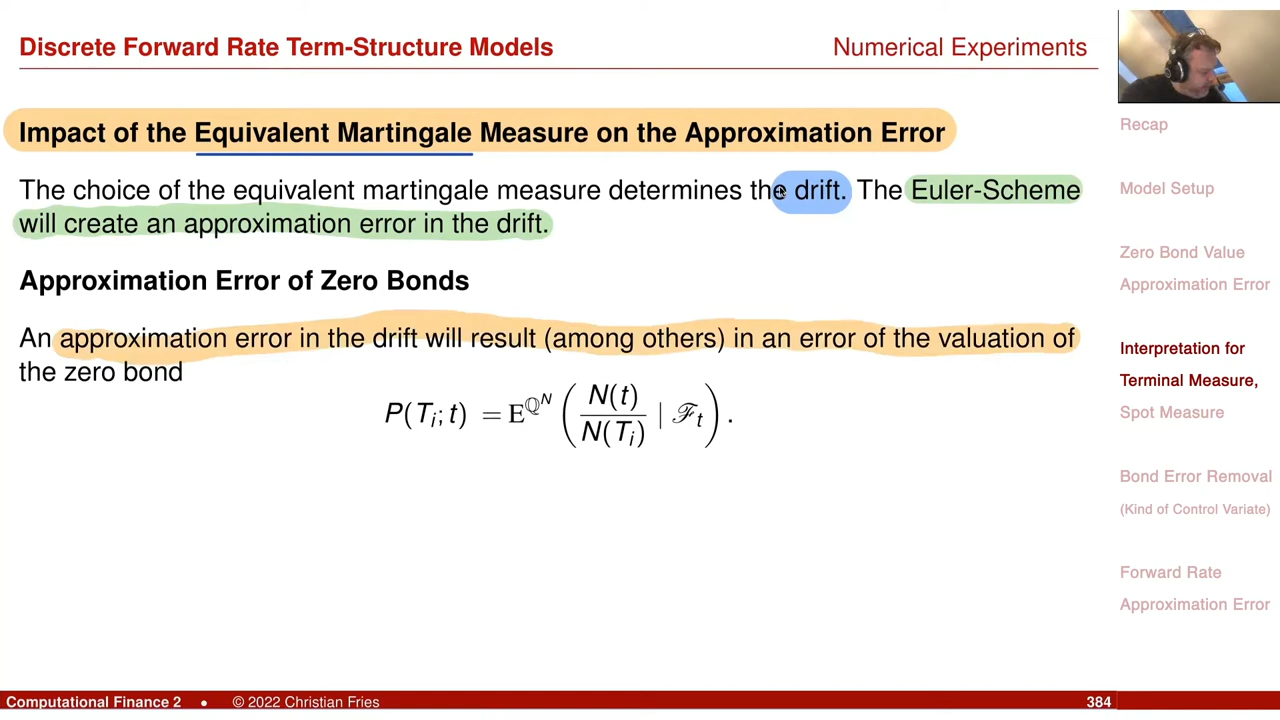 Discrete Forward Rate Term-Structure Models
Numerical Experiments
Impact of the Equivalent Martingale Measure on the Approximation Error
The choice of the equivalent martingale measure determines the drift. The Euler-Scheme
will create an approximation error in the drift.
Approximation Error of Zero Bonds
An approximation error in the drift will result (among others) in an error of the valuation of
the zero bond
P(T_i; t) = E^{ℚ^N} ( N(t) / N(T_i) | ℱ_t ) .
Recap
Model Setup
Zero Bond Value
Approximation Error
Interpretation for
Terminal Measure,
Spot Measure
Bond Error Removal
(Kind of Control Variate)
Forward Rate
Approximation Error
Computational Finance 2 • © 2022 Christian Fries
384